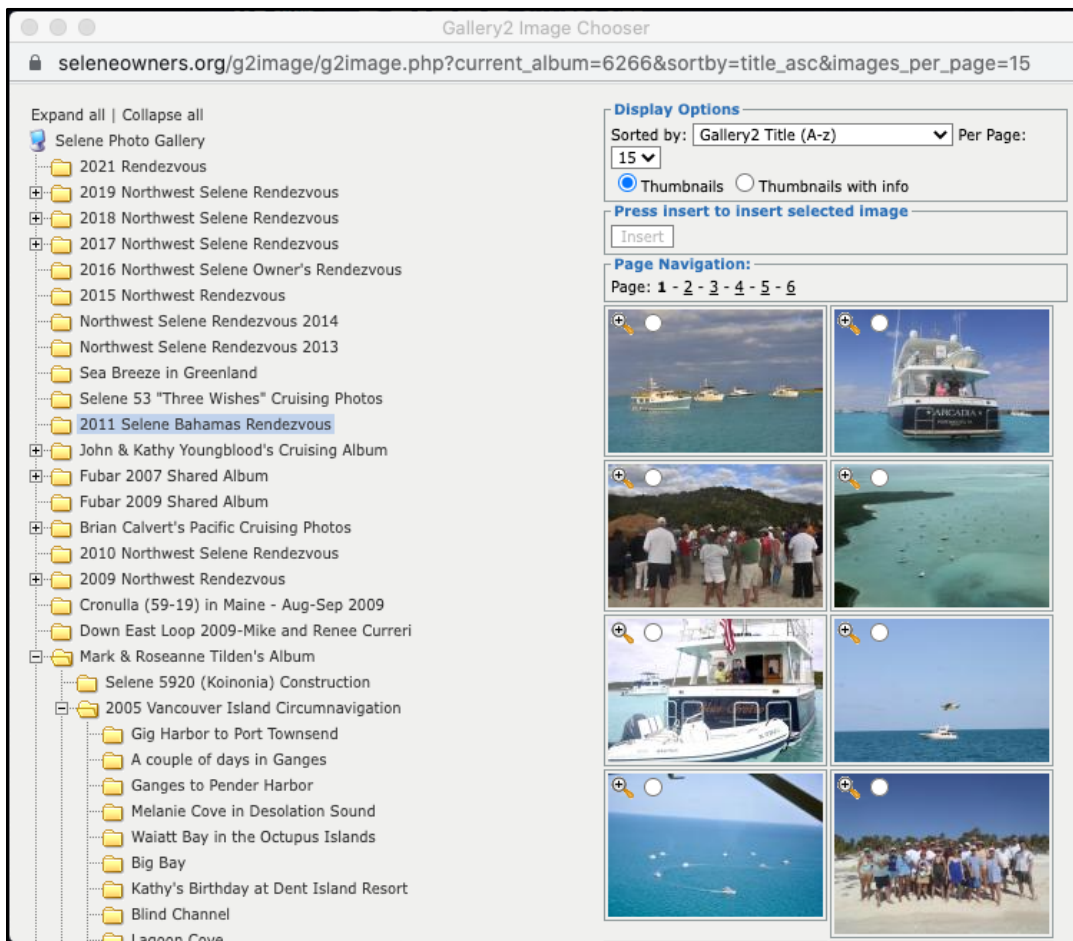 Gallery2 Image Chooser
seleneowners.org/g2image/g2image.php?current_album=6266&sortby=title_asc&images_per_page=15
Expand all | Collapse all
Selene Photo Gallery
2021 Rendezvous
2019 Northwest Selene Rendezvous
2018 Northwest Selene Rendezvous
2017 Northwest Selene Rendezvous
2016 Northwest Selene Owner's Rendezvous
2015 Northwest Rendezvous
Northwest Selene Rendezvous 2014
Northwest Selene Rendezvous 2013
Sea Breeze in Greenland
Selene 53 "Three Wishes" Cruising Photos
2011 Selene Bahamas Rendezvous
John & Kathy Youngblood's Cruising Album
Fubar 2007 Shared Album
Fubar 2009 Shared Album
Brian Calvert's Pacific Cruising Photos
2010 Northwest Selene Rendezvous
2009 Northwest Rendezvous
Cronulla (59-19) in Maine - Aug-Sep 2009
Down East Loop 2009-Mike and Renee Curreri
Mark & Roseanne Tilden's Album
Selene 5920 (Koinonia) Construction
2005 Vancouver Island Circumnavigation
Gig Harbor to Port Townsend
A couple of days in Ganges
Ganges to Pender Harbor
Melanie Cove in Desolation Sound
Waiatt Bay in the Octupus Islands
Big Bay
Kathy's Birthday at Dent Island Resort
Blind Channel
Lagoon Cove
Display Options
Sorted by: Gallery2 Title (A-z) Per Page:
15
Thumbnails Thumbnails with info
Press insert to insert selected image
Insert
Page Navigation:
Page: 1 - 2 - 3 - 4 - 5 - 6
ARCADIA